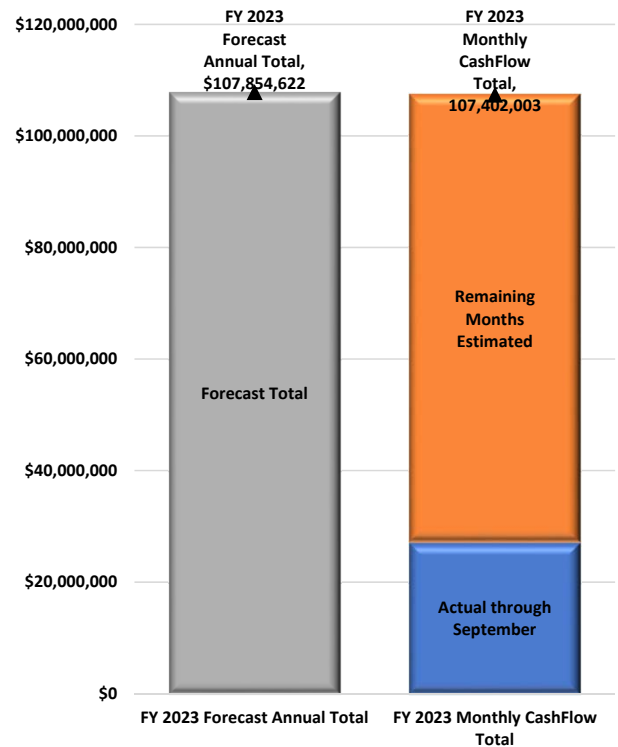 $120,000,000
$100,000,000
$80,000,000
$60,000,000
$40,000,000
$20,000,000
$0
FY 2023
Forecast
Annual Total,
$107,854,622
FY 2023
Monthly
CashFlow
Total,
107,402,003
Forecast Total
Remaining
Months
Estimated
Actual through
September
FY 2023 Forecast Annual Total
FY 2023 Monthly CashFlow
Total